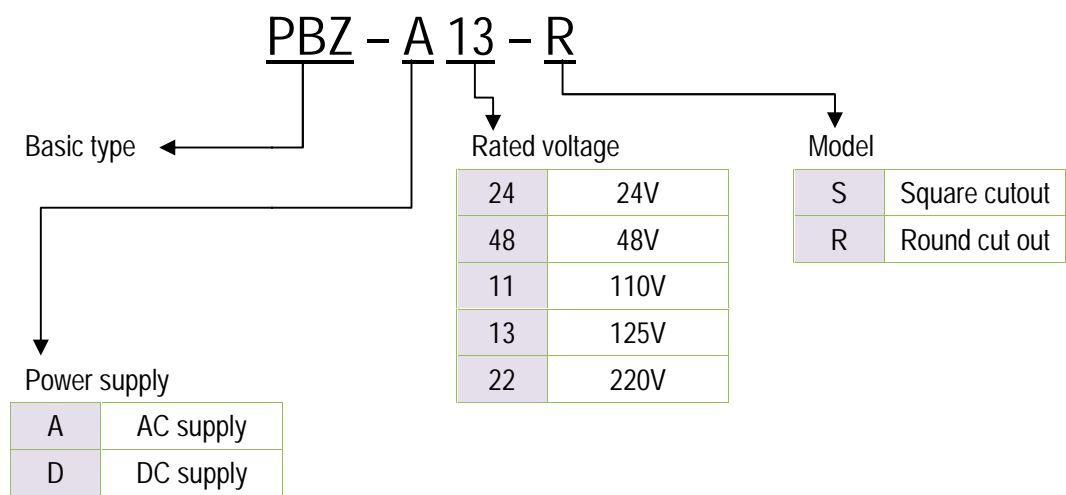 PBZ – A 13 – R
Basic type
Rated voltage
24 24V
48 48V
11 110V
13 125V
22 220V
Model
S Square cutout
R Round cut out
Power supply
A AC supply
D DC supply